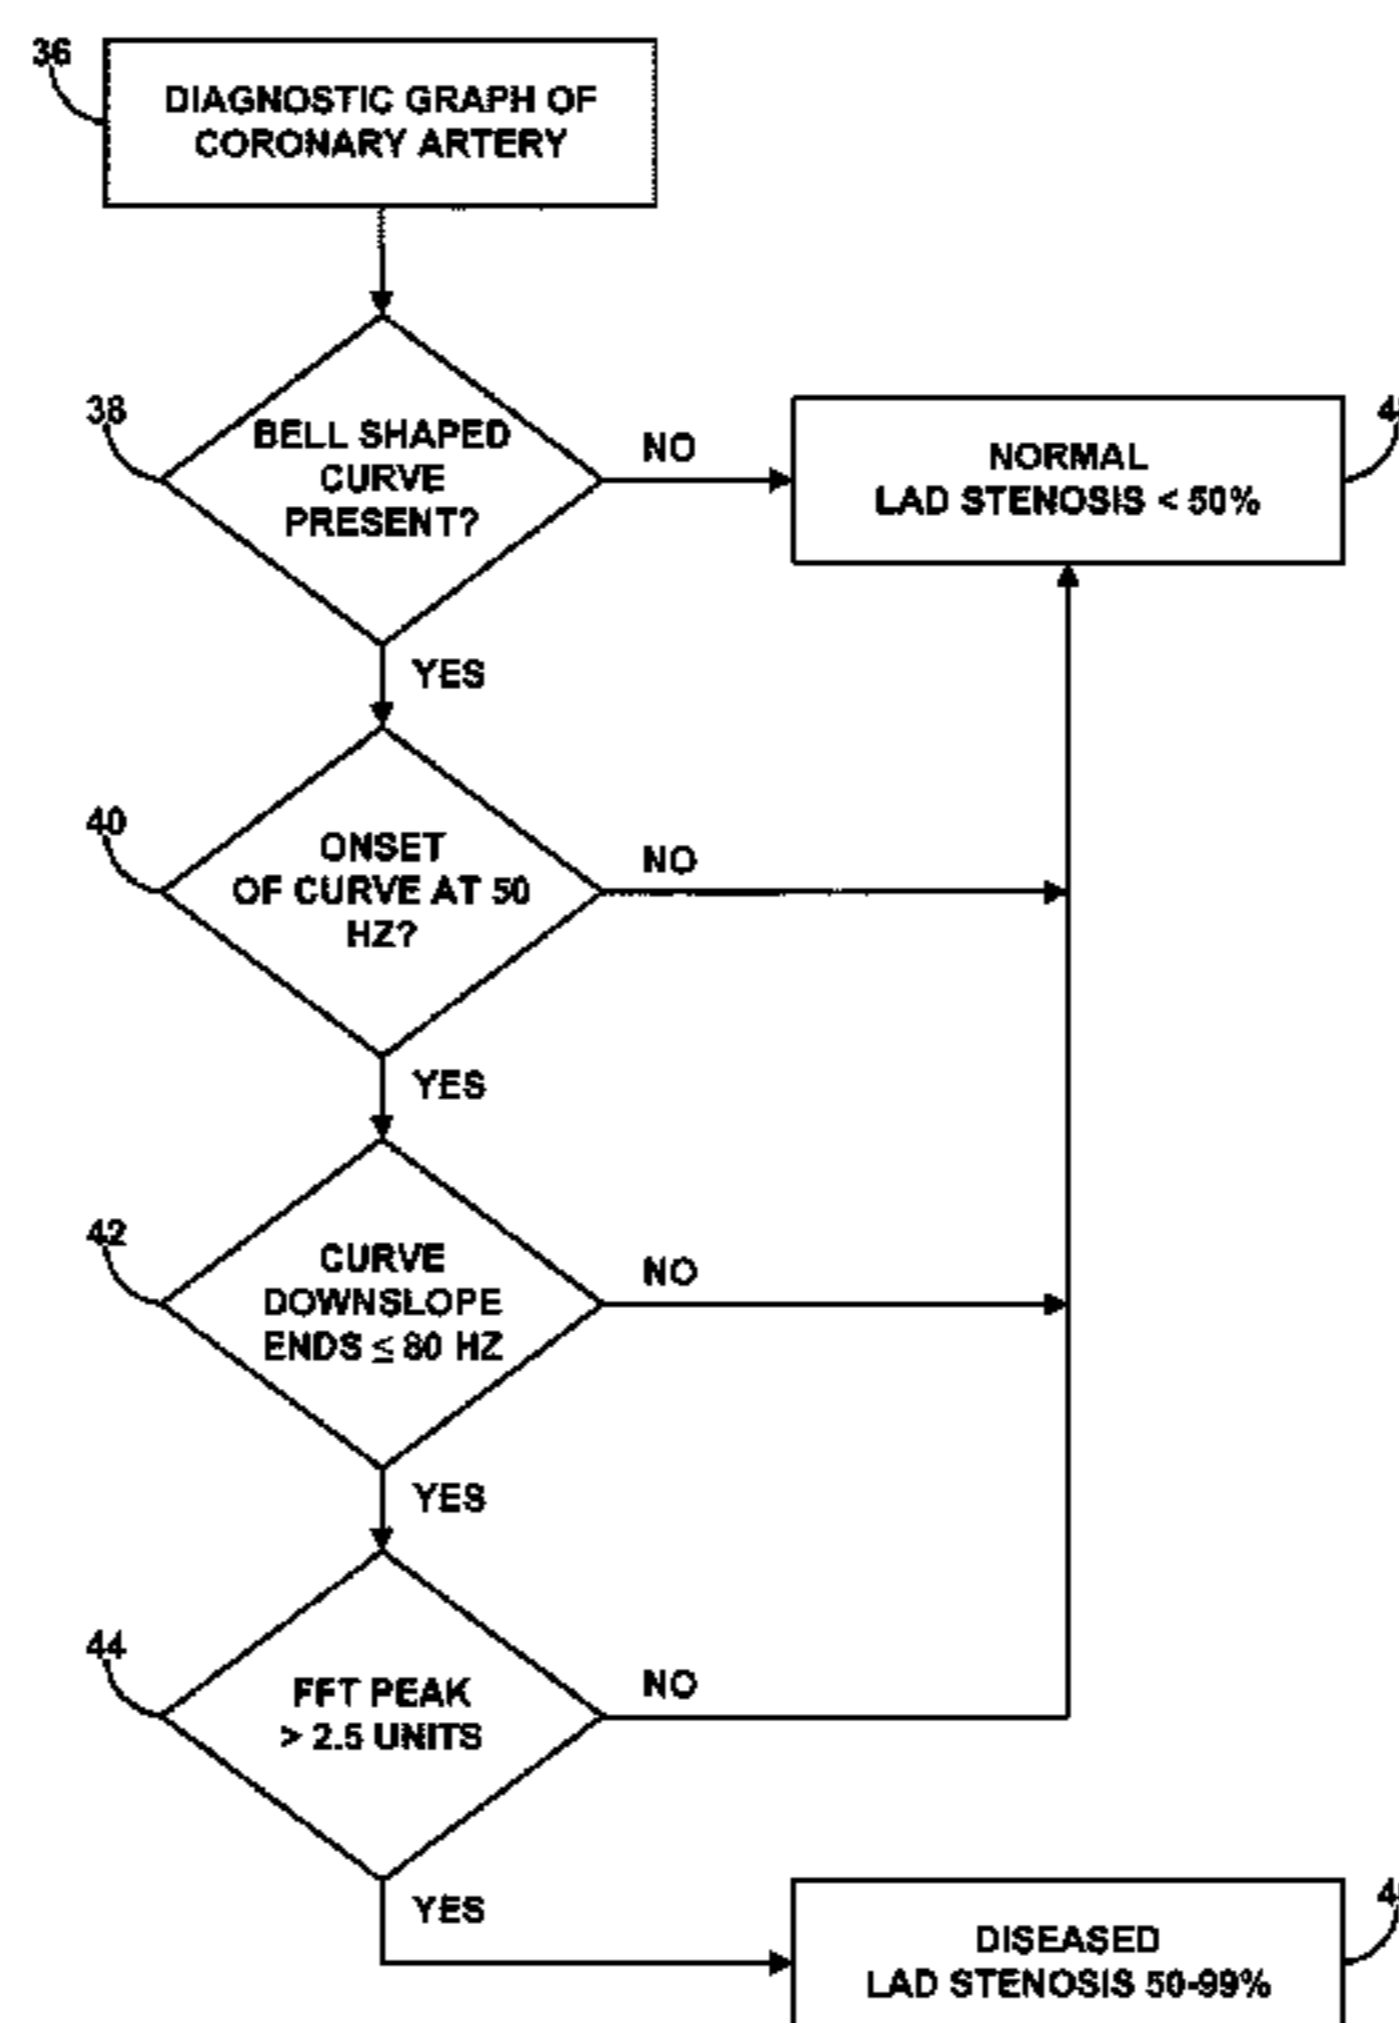 36
DIAGNOSTIC GRAPH OF
CORONARY ARTERY
38
BELL SHAPED
CURVE
PRESENT?
NO
NORMAL
LAD STENOSIS < 50%
YES
40
ONSET
OF CURVE AT 50
HZ?
NO
YES
42
CURVE
DOWNSLOPE
ENDS ≤ 80 HZ
NO
YES
44
FFT PEAK
> 2.5 UNITS
NO
YES
DISEASED
LAD STENOSIS 50-99%